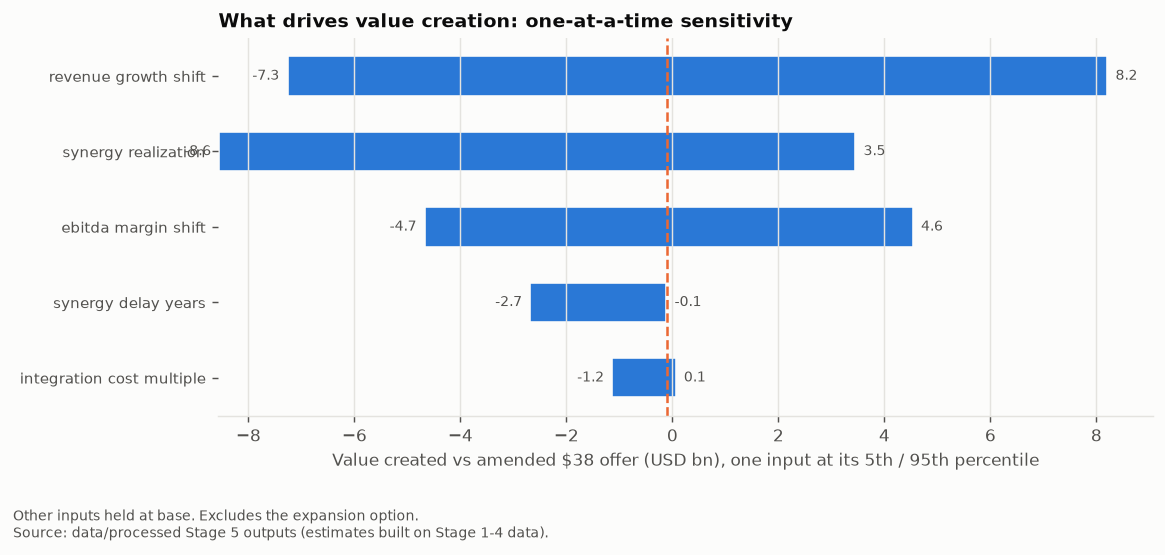 What drives value creation: one-at-a-time sensitivity
revenue growth shift
-7.3
8.2
synergy realization
-8.6
3.5
ebitda margin shift
-4.7
4.6
synergy delay years
-2.7
-0.1
integration cost multiple
-1.2
0.1
−8 −6 −4 −2 0 2 4 6 8
Value created vs amended $38 offer (USD bn), one input at its 5th / 95th percentile
Other inputs held at base. Excludes the expansion option.
Source: data/processed Stage 5 outputs (estimates built on Stage 1-4 data).